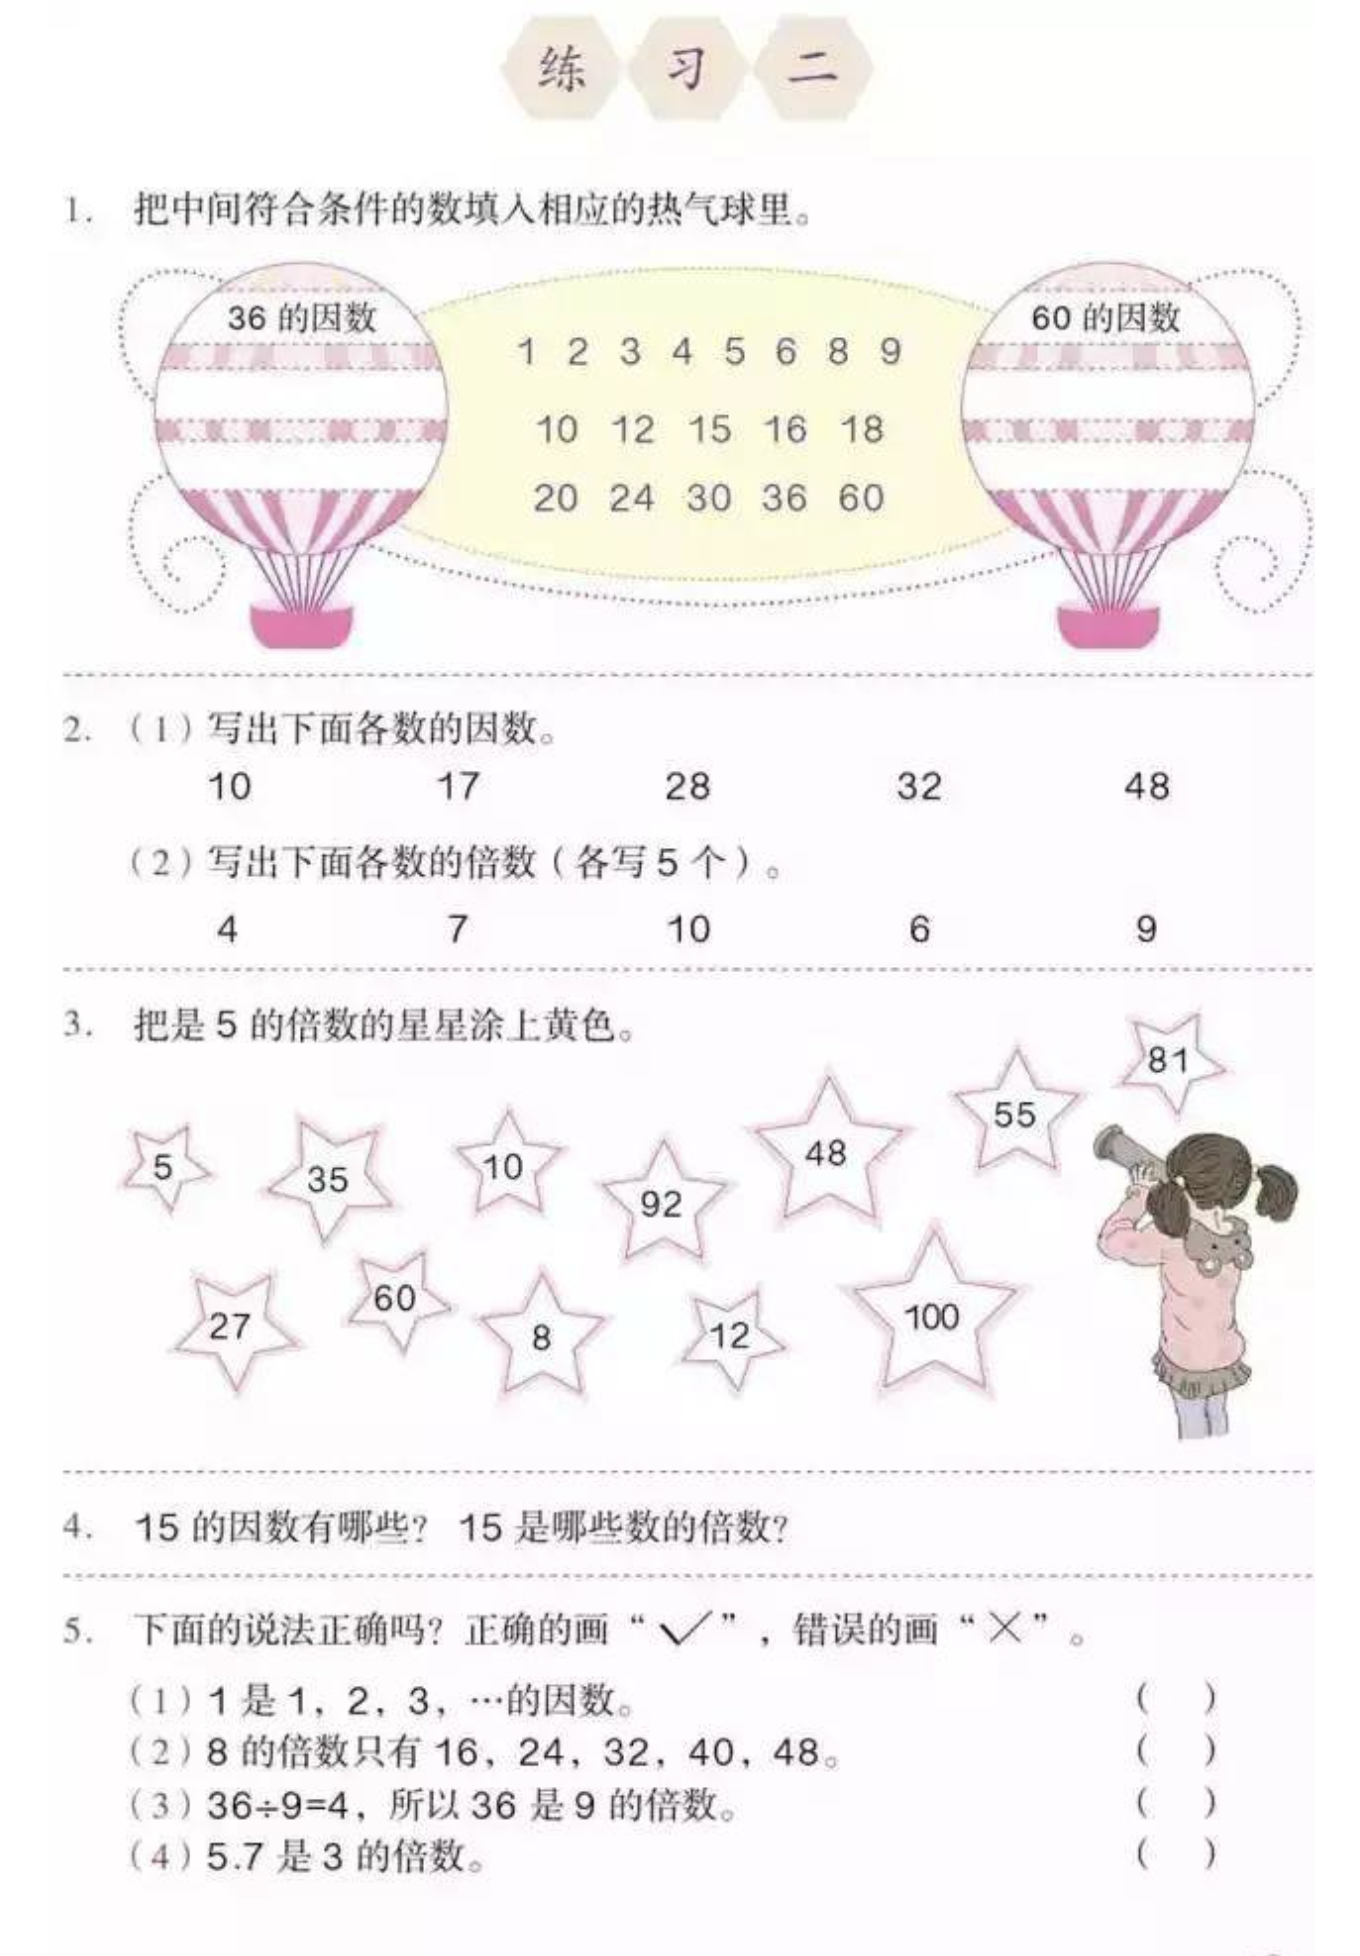 练习二
1. 把中间符合条件的数填入相应的热气球里。
36 的因数
60 的因数
1 2 3 4 5 6 8 9
10 12 15 16 18
20 24 30 36 60
2. （1）写出下面各数的因数。
10 17 28 32 48
（2）写出下面各数的倍数（各写 5 个）。
4 7 10 6 9
3. 把是 5 的倍数的星星涂上黄色。
81
55
48
5 35 10 92
27 60 8 12 100
4. 15 的因数有哪些？ 15 是哪些数的倍数？
5. 下面的说法正确吗？正确的画“✓”，错误的画“×”。
（1）1 是 1，2，3，…的因数。 （ ）
（2）8 的倍数只有 16，24，32，40，48。 （ ）
（3）36÷9=4，所以 36 是 9 的倍数。 （ ）
（4）5.7 是 3 的倍数。 （ ）